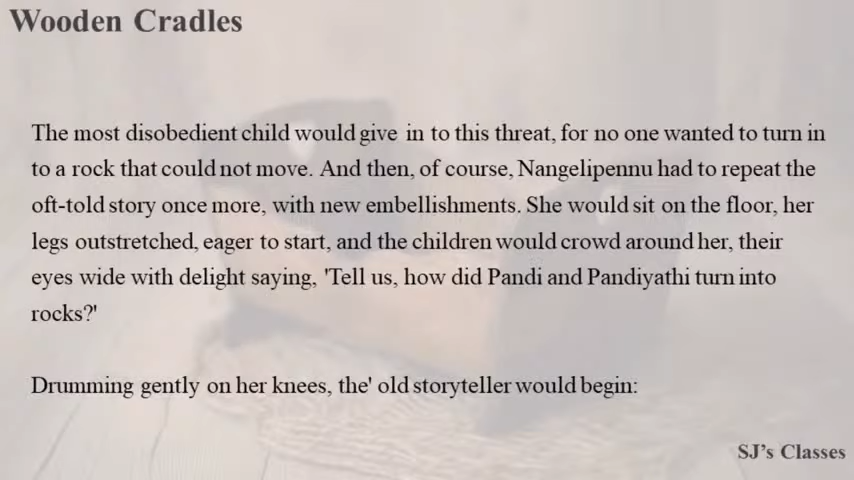 Wooden Cradles
The most disobedient child would give in to this threat, for no one wanted to turn in
to a rock that could not move. And then, of course, Nangelipennu had to repeat the
oft-told story once more, with new embellishments. She would sit on the floor, her
legs outstretched, eager to start, and the children would crowd around her, their
eyes wide with delight saying, 'Tell us, how did Pandi and Pandiyathi turn into
rocks?'
Drumming gently on her knees, the' old storyteller would begin:
SJ's Classes